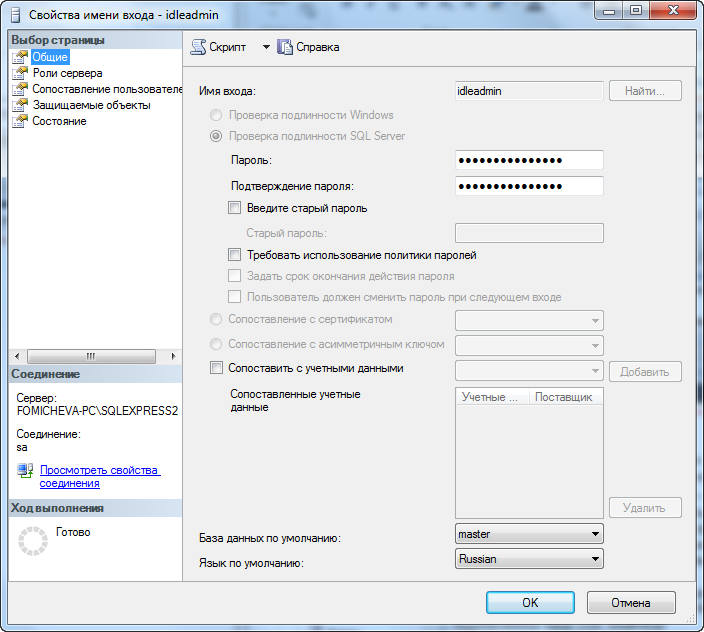 Свойства имени входа - idleadmin
Выбор страницы
Общие
Роли сервера
Сопоставление пользователе
Защищаемые объекты
Состояние
Соединение
Сервер:
FOMICHEVA-PC\SQLEXPRESS2
Соединение:
sa
Просмотреть свойства
соединения
Ход выполнения
Готово
Скрипт Справка
Имя входа: idleadmin Найти...
Проверка подлинности Windows
Проверка подлинности SQL Server
Пароль: ●●●●●●●●●●●●●●●
Подтверждение пароля: ●●●●●●●●●●●●●●●
Введите старый пароль
Старый пароль:
Требовать использование политики паролей
Задать срок окончания действия пароля
Пользователь должен сменить пароль при следующем входе
Сопоставление с сертификатом
Сопоставление с асимметричным ключом
Сопоставить с учетными данными Добавить
Сопоставленные учетные
данные
Учетные ... Поставщик
Удалить
База данных по умолчанию: master
Язык по умолчанию: Russian
OK Отмена